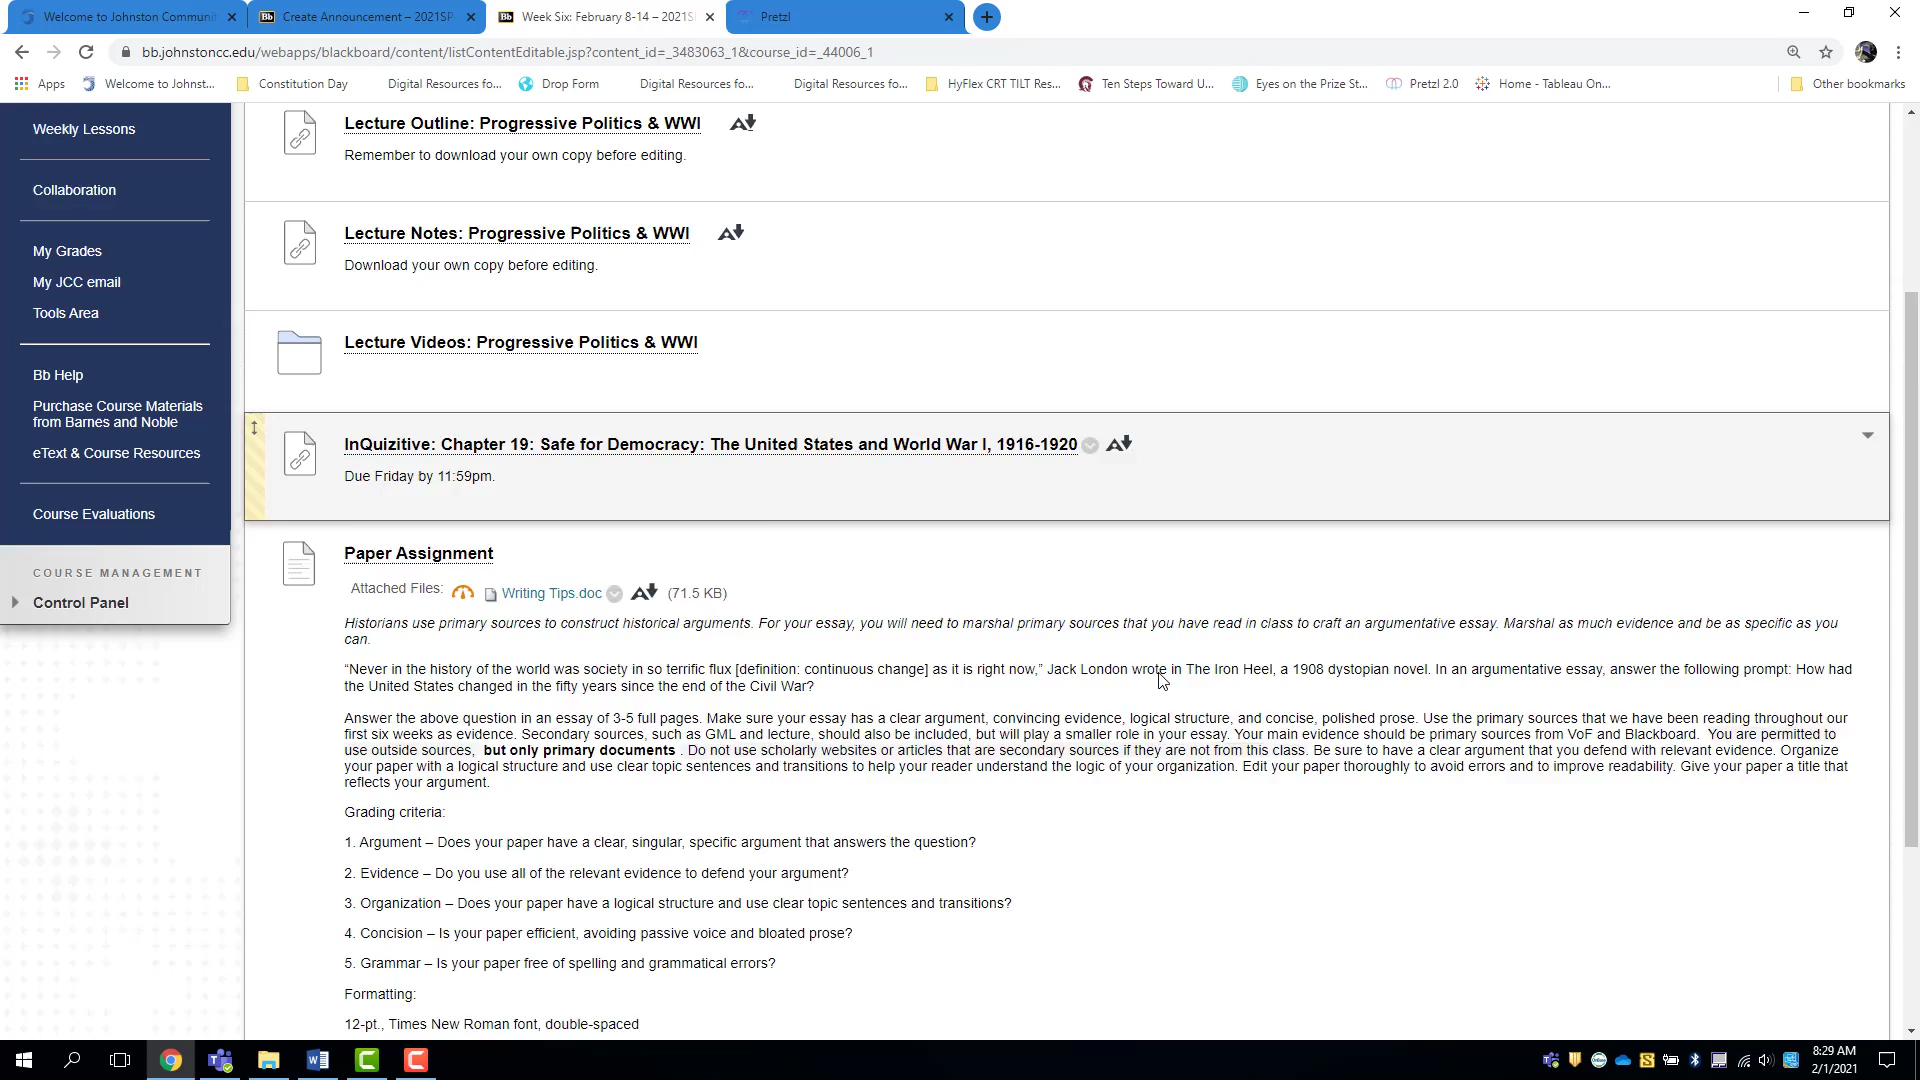 Welcome to Johnston Communit
Create Announcement – 2021SP
Week Six: February 8-14 – 2021S
Pretzl
bb.johnstoncc.edu/webapps/blackboard/content/listContentEditable.jsp?content_id=_3483063_1&course_id=_44006_1
Apps
Welcome to Johnst...
Constitution Day
Digital Resources fo...
Drop Form
Digital Resources fo...
Digital Resources fo...
HyFlex CRT TILT Res...
Ten Steps Toward U...
Eyes on the Prize St...
Pretzl 2.0
Home - Tableau On...
Other bookmarks
Weekly Lessons
Collaboration
My Grades
My JCC email
Tools Area
Bb Help
Purchase Course Materials
from Barnes and Noble
eText & Course Resources
Course Evaluations
COURSE MANAGEMENT
Control Panel
Lecture Outline: Progressive Politics & WWI
Remember to download your own copy before editing.
Lecture Notes: Progressive Politics & WWI
Download your own copy before editing.
Lecture Videos: Progressive Politics & WWI
InQuizitive: Chapter 19: Safe for Democracy: The United States and World War I, 1916-1920
Due Friday by 11:59pm.
Paper Assignment
Attached Files: Writing Tips.doc (71.5 KB)
Historians use primary sources to construct historical arguments. For your essay, you will need to marshal primary sources that you have read in class to craft an argumentative essay. Marshal as much evidence and be as specific as you
can.
“Never in the history of the world was society in so terrific flux [definition: continuous change] as it is right now,” Jack London wrote in The Iron Heel, a 1908 dystopian novel. In an argumentative essay, answer the following prompt: How had
the United States changed in the fifty years since the end of the Civil War?
Answer the above question in an essay of 3-5 full pages. Make sure your essay has a clear argument, convincing evidence, logical structure, and concise, polished prose. Use the primary sources that we have been reading throughout our
first six weeks as evidence. Secondary sources, such as GML and lecture, should also be included, but will play a smaller role in your essay. Your main evidence should be primary sources from VoF and Blackboard. You are permitted to
use outside sources, but only primary documents . Do not use scholarly websites or articles that are secondary sources if they are not from this class. Be sure to have a clear argument that you defend with relevant evidence. Organize
your paper with a logical structure and use clear topic sentences and transitions to help your reader understand the logic of your organization. Edit your paper thoroughly to avoid errors and to improve readability. Give your paper a title that
reflects your argument.
Grading criteria:
1. Argument – Does your paper have a clear, singular, specific argument that answers the question?
2. Evidence – Do you use all of the relevant evidence to defend your argument?
3. Organization – Does your paper have a logical structure and use clear topic sentences and transitions?
4. Concision – Is your paper efficient, avoiding passive voice and bloated prose?
5. Grammar – Is your paper free of spelling and grammatical errors?
Formatting:
12-pt., Times New Roman font, double-spaced
8:29 AM
2/1/2021